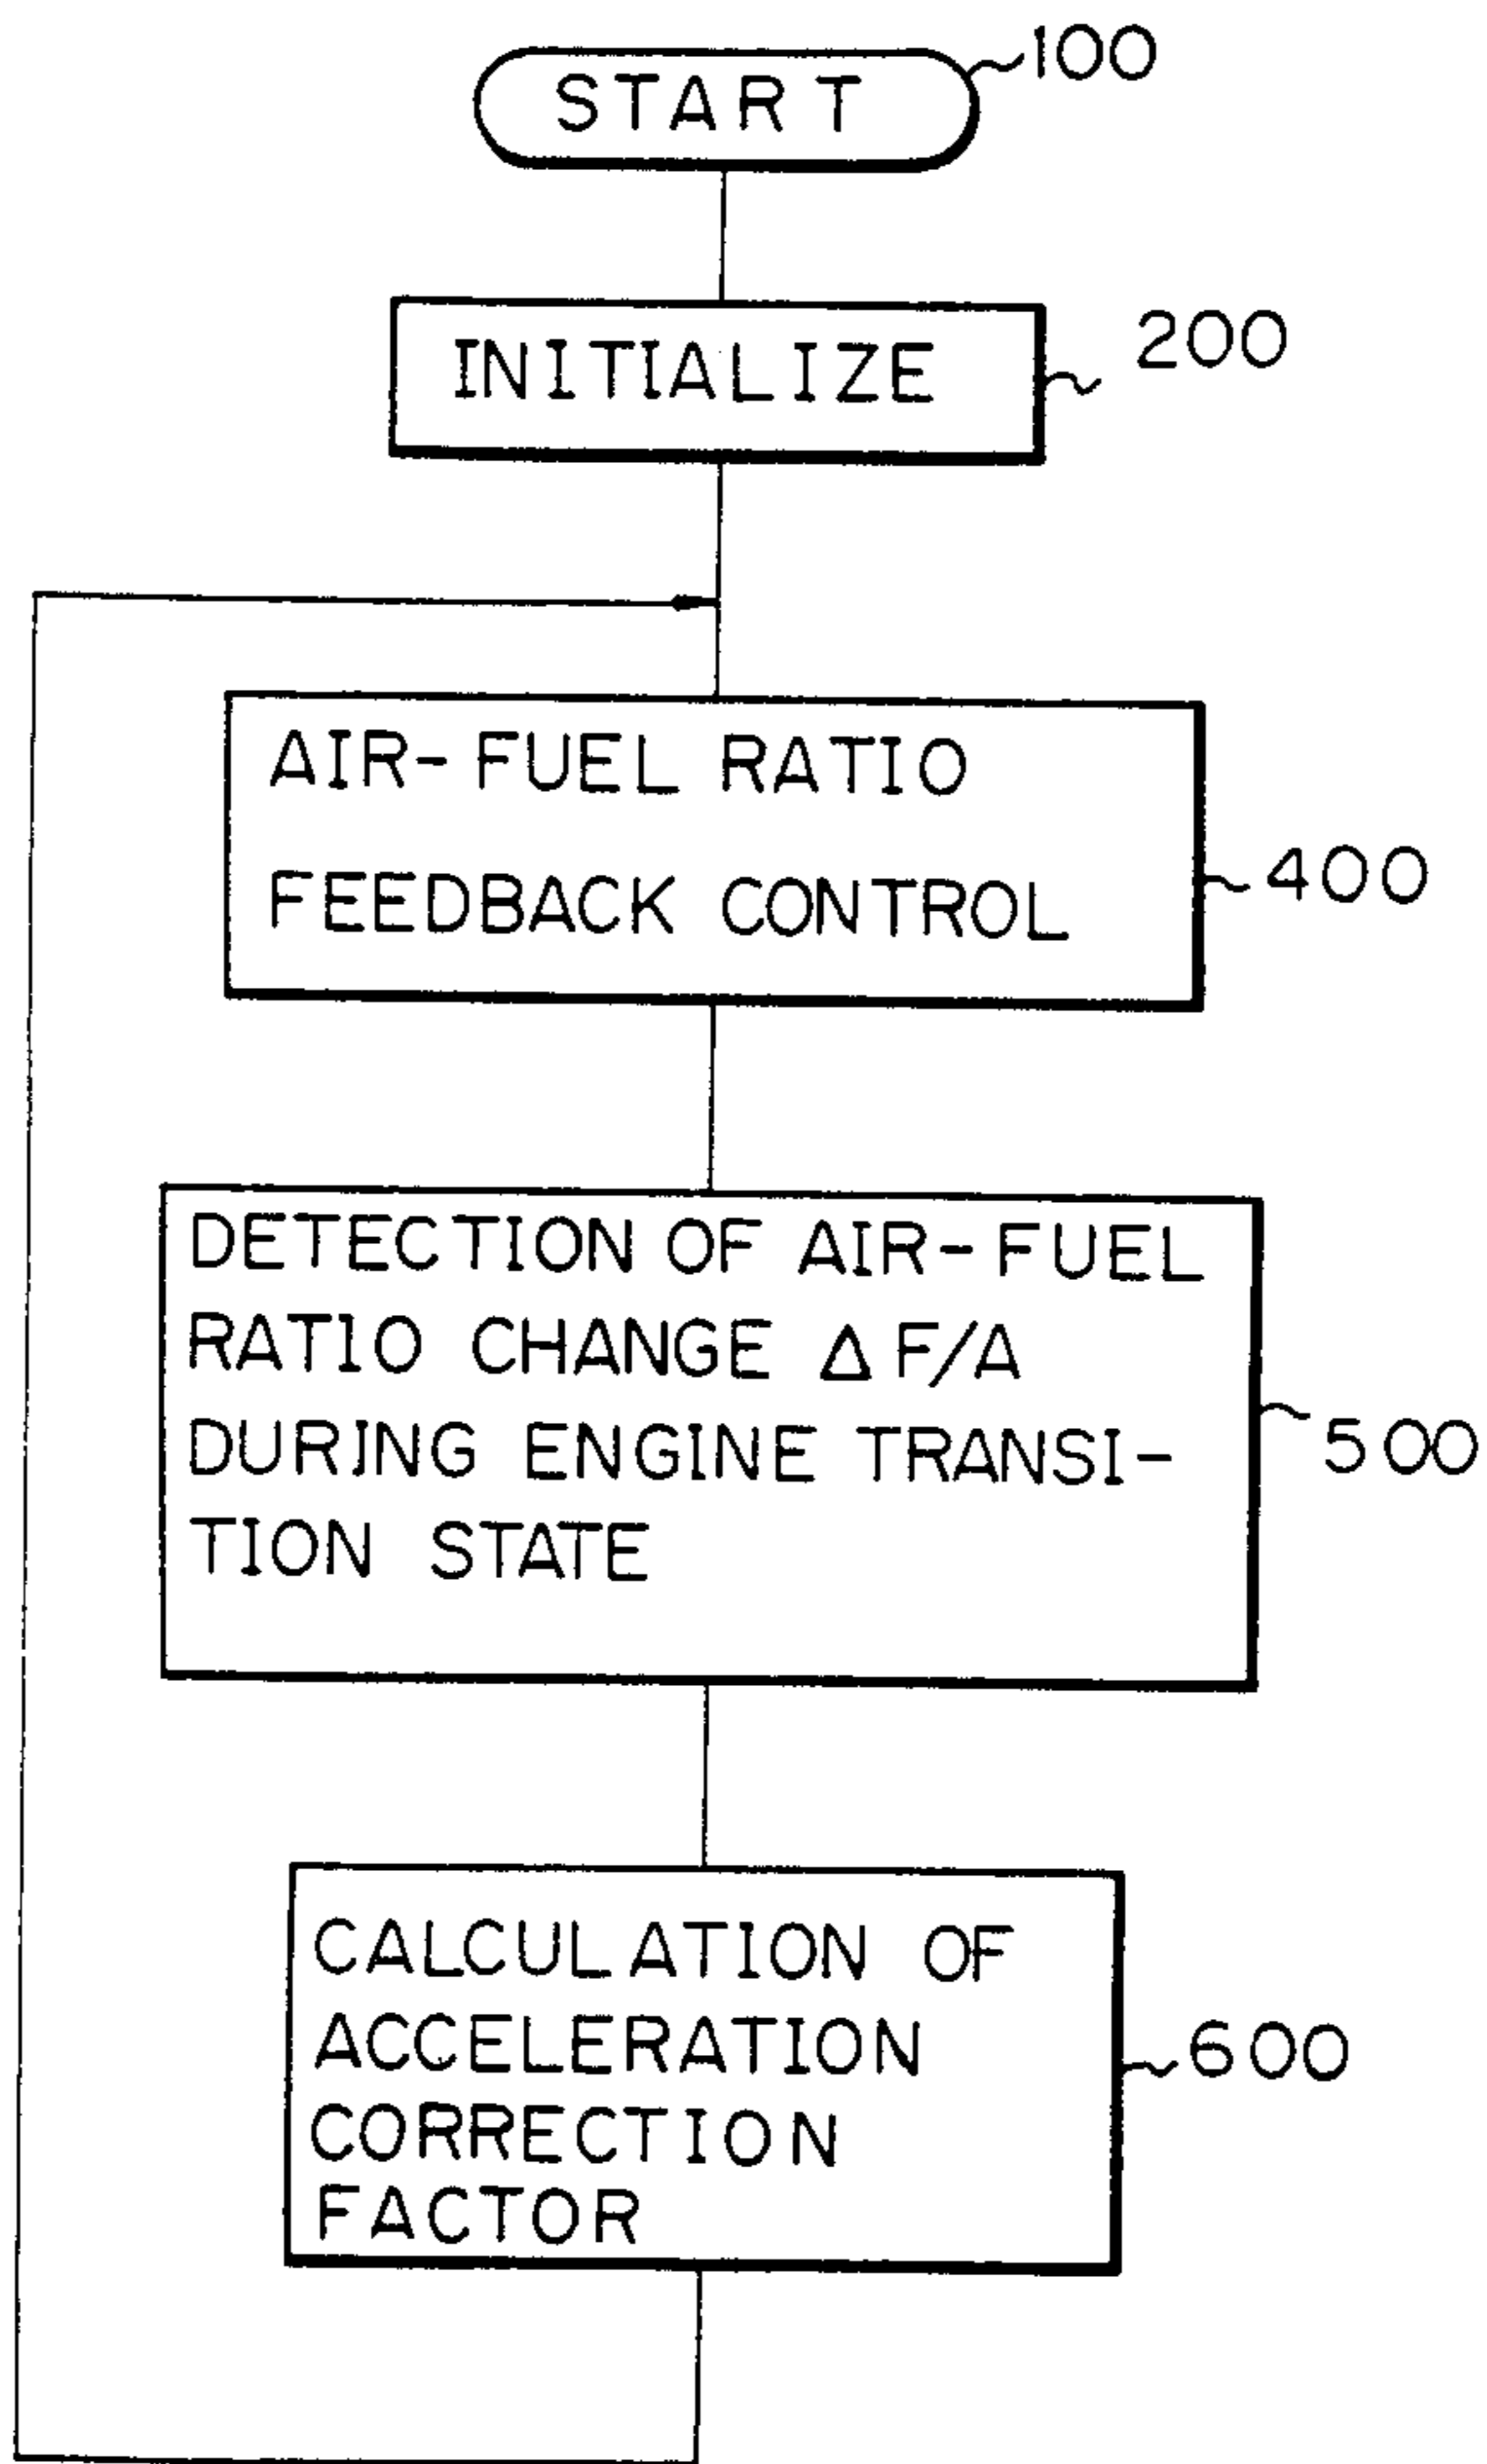 START
100
INITIALIZE
200
AIR-FUEL RATIO
FEEDBACK CONTROL
400
DETECTION OF AIR-FUEL
RATIO CHANGE Δ F/A
DURING ENGINE TRANSI-
TION STATE
500
CALCULATION OF
ACCELERATION
CORRECTION
FACTOR
600